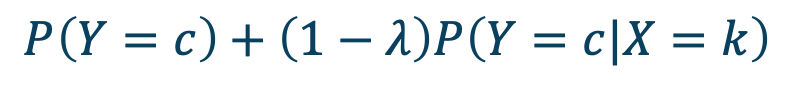 P(Y = c) + (1 − λ)P(Y = c|X = k)